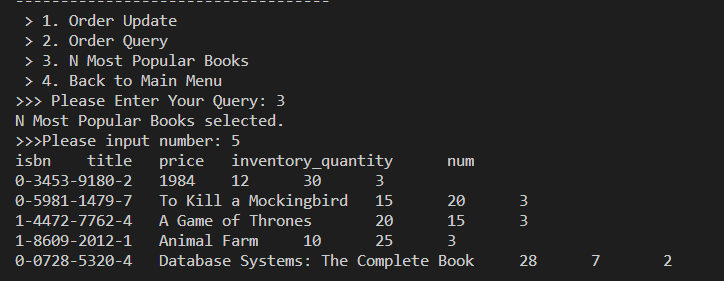 -----------------------------------
> 1. Order Update
> 2. Order Query
> 3. N Most Popular Books
> 4. Back to Main Menu
>>> Please Enter Your Query: 3
N Most Popular Books selected.
>>>Please input number: 5
isbn    title   price   inventory_quantity      num
0-3453-9180-2   1984    12      30      3
0-5981-1479-7   To Kill a Mockingbird   15      20      3
1-4472-7762-4   A Game of Thrones       20      15      3
1-8609-2012-1   Animal Farm     10      25      3
0-0728-5320-4   Database Systems: The Complete Book     28      7       2